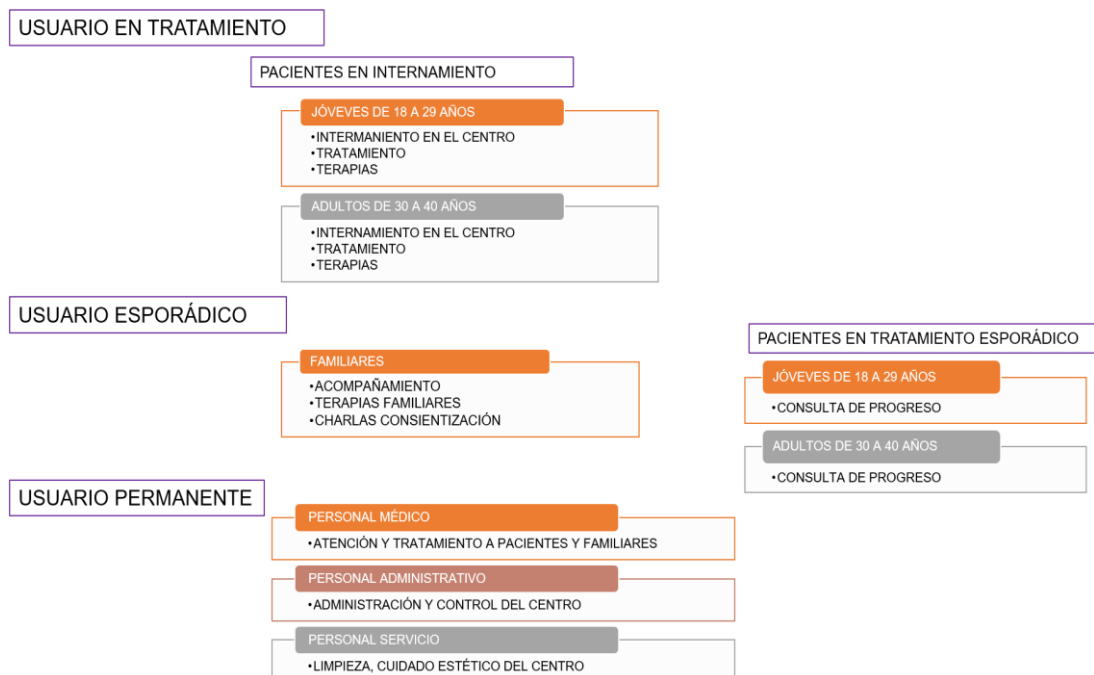 USUARIO EN TRATAMIENTO
PACIENTES EN INTERNAMIENTO
JÓVEVES DE 18 A 29 AÑOS
•INTERMANIENTO EN EL CENTRO
•TRATAMIENTO
•TERAPIAS
ADULTOS DE 30 A 40 AÑOS
•INTERNAMIENTO EN EL CENTRO
•TRATAMIENTO
•TERAPIAS
USUARIO ESPORÁDICO
FAMILIARES
•ACOMPAÑAMIENTO
•TERAPIAS FAMILIARES
•CHARLAS CONSIENTIZACIÓN
PACIENTES EN TRATAMIENTO ESPORÁDICO
JÓVEVES DE 18 A 29 AÑOS
•CONSULTA DE PROGRESO
ADULTOS DE 30 A 40 AÑOS
•CONSULTA DE PROGRESO
USUARIO PERMANENTE
PERSONAL MÉDICO
•ATENCIÓN Y TRATAMIENTO A PACIENTES Y FAMILIARES
PERSONAL ADMINISTRATIVO
•ADMINISTRACIÓN Y CONTROL DEL CENTRO
PERSONAL SERVICIO
•LIMPIEZA, CUIDADO ESTÉTICO DEL CENTRO